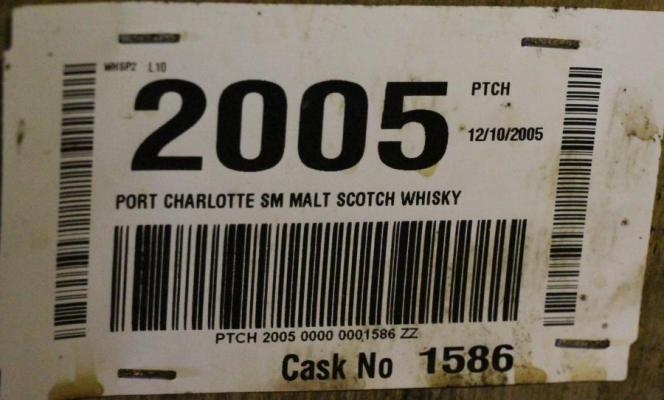 WHSP2 L10
2005
PTCH
12/10/2005
PORT CHARLOTTE SM MALT SCOTCH WHISKY
PTCH 2005 0000 0001586 ZZ
Cask No 1586